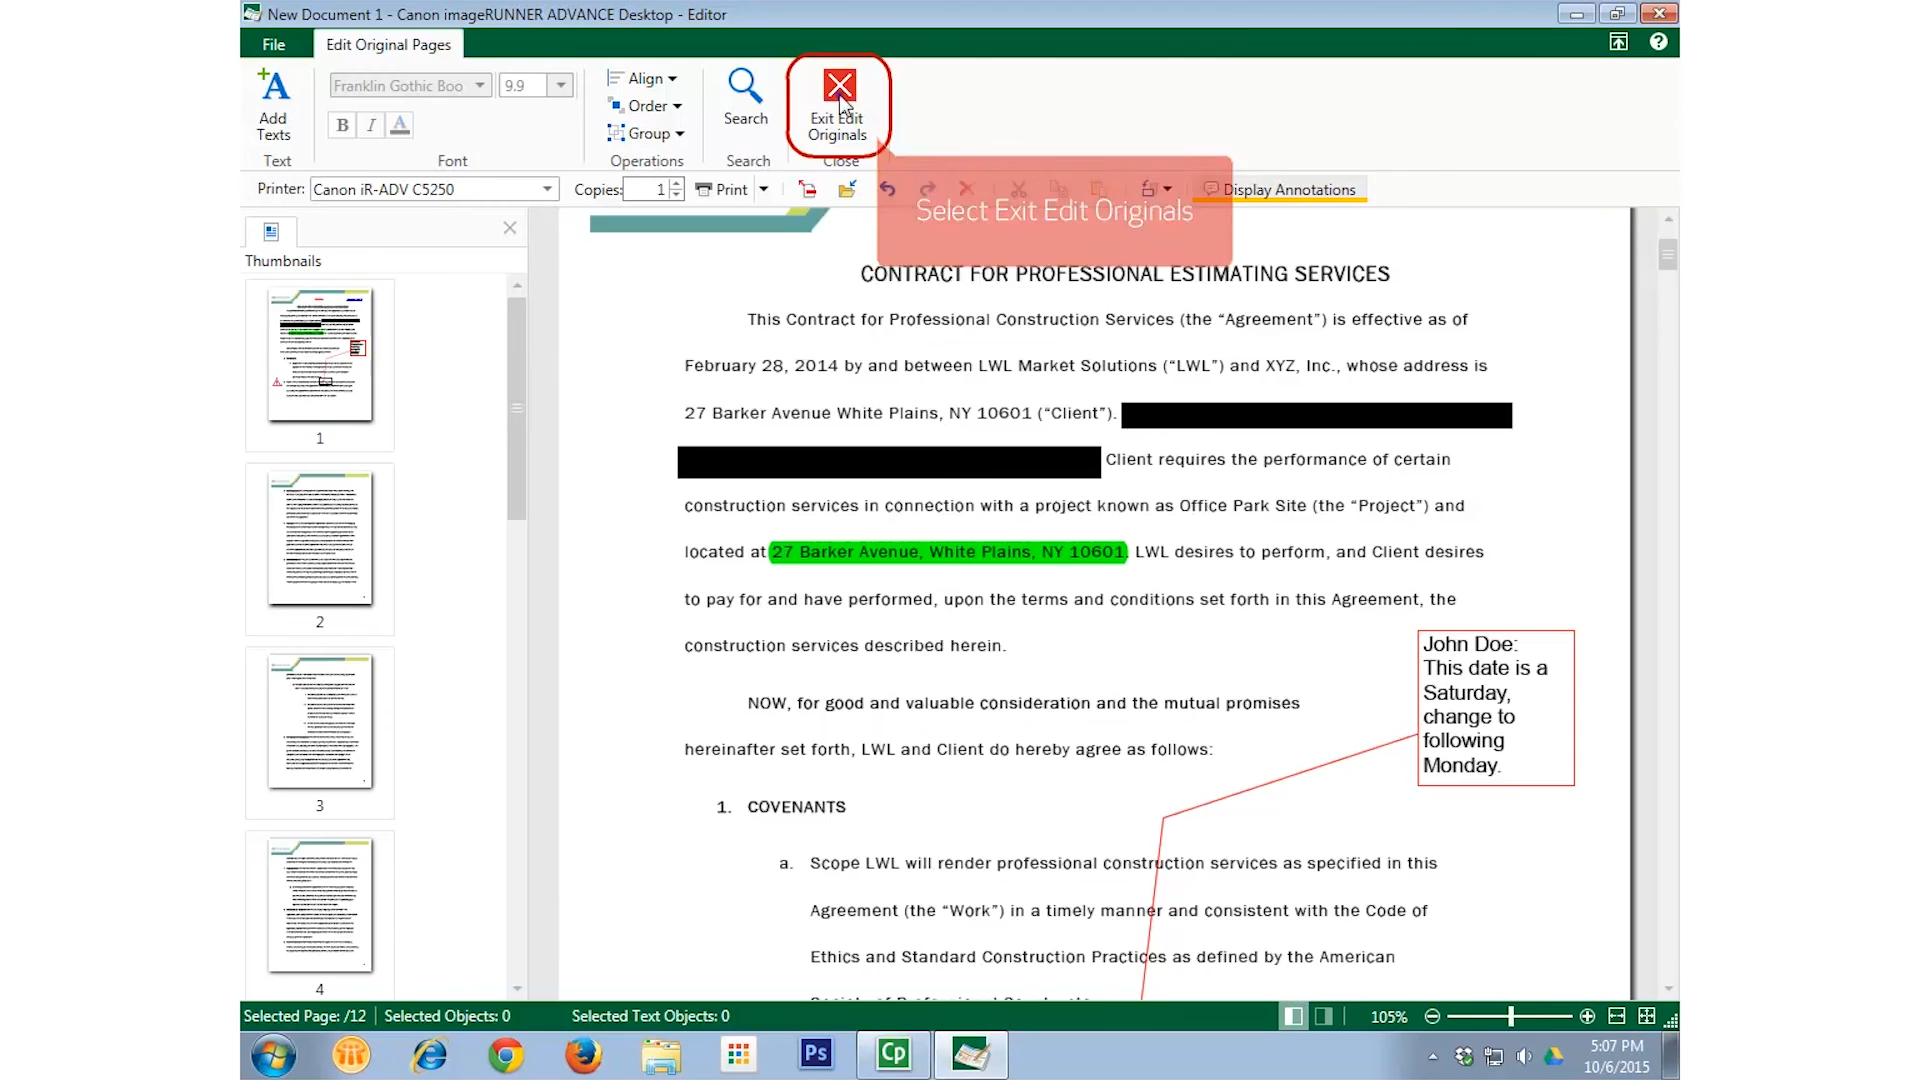 New Document 1 - Canon imageRUNNER ADVANCE Desktop - Editor
File
Edit Original Pages
Add
Texts
Text
Franklin Gothic Boo
9.9
B I A
Font
Align
Order
Group
Operations
Search
Search
Exit Edit
Originals
Close
Printer:
Canon iR-ADV C5250
Copies:
1
Print
Display Annotations
Select Exit Edit Originals
Thumbnails
1
2
3
4
CONTRACT FOR PROFESSIONAL ESTIMATING SERVICES
This Contract for Professional Construction Services (the “Agreement”) is effective as of
February 28, 2014 by and between LWL Market Solutions (“LWL”) and XYZ, Inc., whose address is
27 Barker Avenue White Plains, NY 10601 (“Client”).
Client requires the performance of certain
construction services in connection with a project known as Office Park Site (the “Project”) and
located at 27 Barker Avenue, White Plains, NY 10601. LWL desires to perform, and Client desires
to pay for and have performed, upon the terms and conditions set forth in this Agreement, the
construction services described herein.
NOW, for good and valuable consideration and the mutual promises
hereinafter set forth, LWL and Client do hereby agree as follows:
John Doe:
This date is a
Saturday,
change to
following
Monday.
1. COVENANTS
a. Scope LWL will render professional construction services as specified in this
Agreement (the “Work”) in a timely manner and consistent with the Code of
Ethics and Standard Construction Practices as defined by the American
Selected Page: /12
Selected Objects: 0
Selected Text Objects: 0
105%
Ps
Cp
5:07 PM
10/6/2015